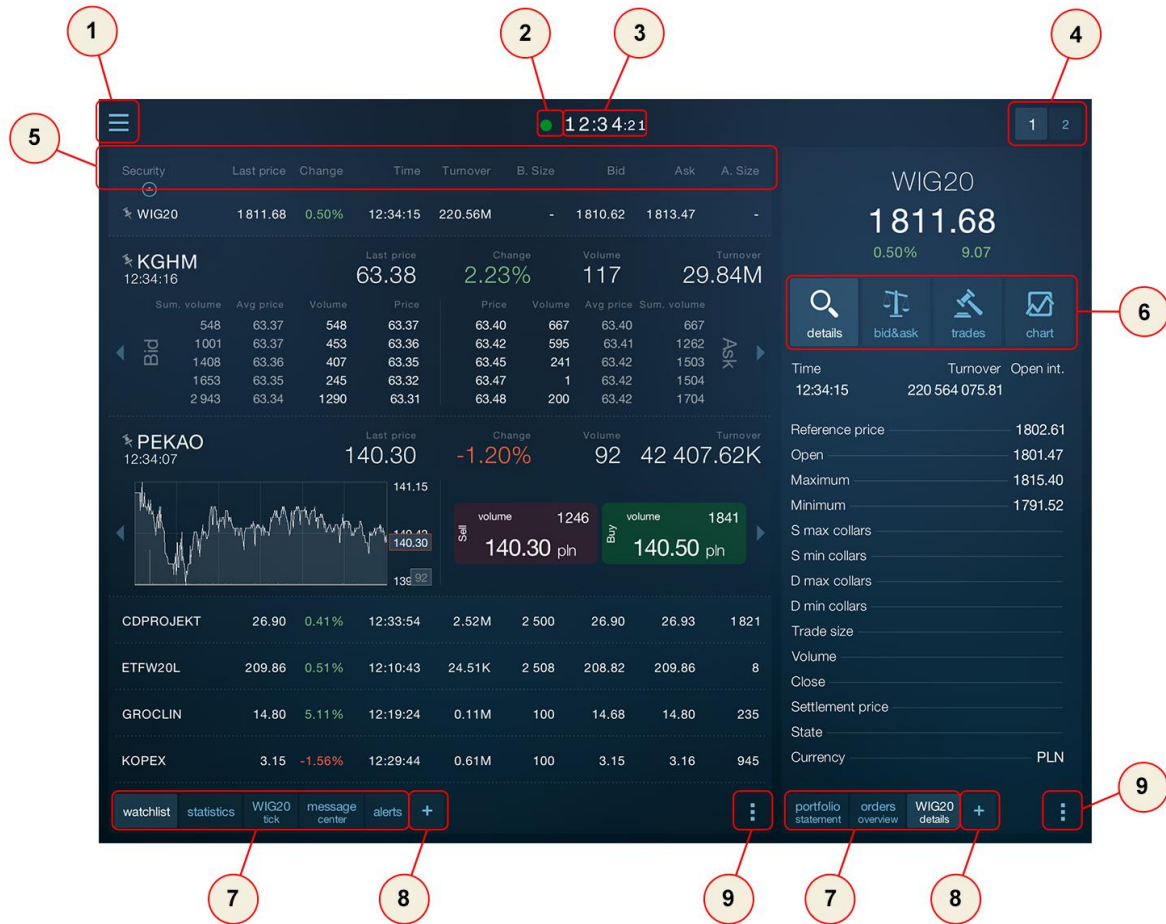 1
2
3
4
5
12:34:21
1 2
Security Last price Change Time Turnover B. Size Bid Ask A. Size
WIG20 1811.68 0.50% 12:34:15 220.56M - 1810.62 1813.47 -
KGHM
12:34:16
Last price Change Volume Turnover
63.38 2.23% 117 29.84M
Sum. volume Avg price Volume Price Price Volume Avg price Sum. volume
Bid
Ask
548 63.37 548 63.37 63.40 667 63.40 667
1001 63.37 453 63.36 63.42 595 63.41 1262
1408 63.36 407 63.35 63.45 241 63.42 1503
1653 63.35 245 63.32 63.47 1 63.42 1504
2 943 63.34 1290 63.31 63.48 200 63.42 1704
PEKAO
12:34:07
Last price Change Volume Turnover
140.30 -1.20% 92 42 407.62K
141.15
140.30
92
Sell
volume 1246
140.30 pln
Buy
volume 1841
140.50 pln
CDPROJEKT 26.90 0.41% 12:33:54 2.52M 2 500 26.90 26.93 1821
ETFW20L 209.86 0.51% 12:10:43 24.51K 2 508 208.82 209.86 8
GROCLIN 14.80 5.11% 12:19:24 0.11M 100 14.68 14.80 235
KOPEX 3.15 -1.56% 12:29:44 0.61M 100 3.15 3.16 945
watchlist statistics WIG20 tick message center alerts +
WIG20
1811.68
0.50% 9.07
details bid&ask trades chart
6
Time Turnover Open int.
12:34:15 220 564 075.81
Reference price 1802.61
Open 1801.47
Maximum 1815.40
Minimum 1791.52
S max collars
S min collars
D max collars
D min collars
Trade size
Volume
Close
Settlement price
State
Currency PLN
portfolio statement orders overview WIG20 details +
9
7
8
9
7
8